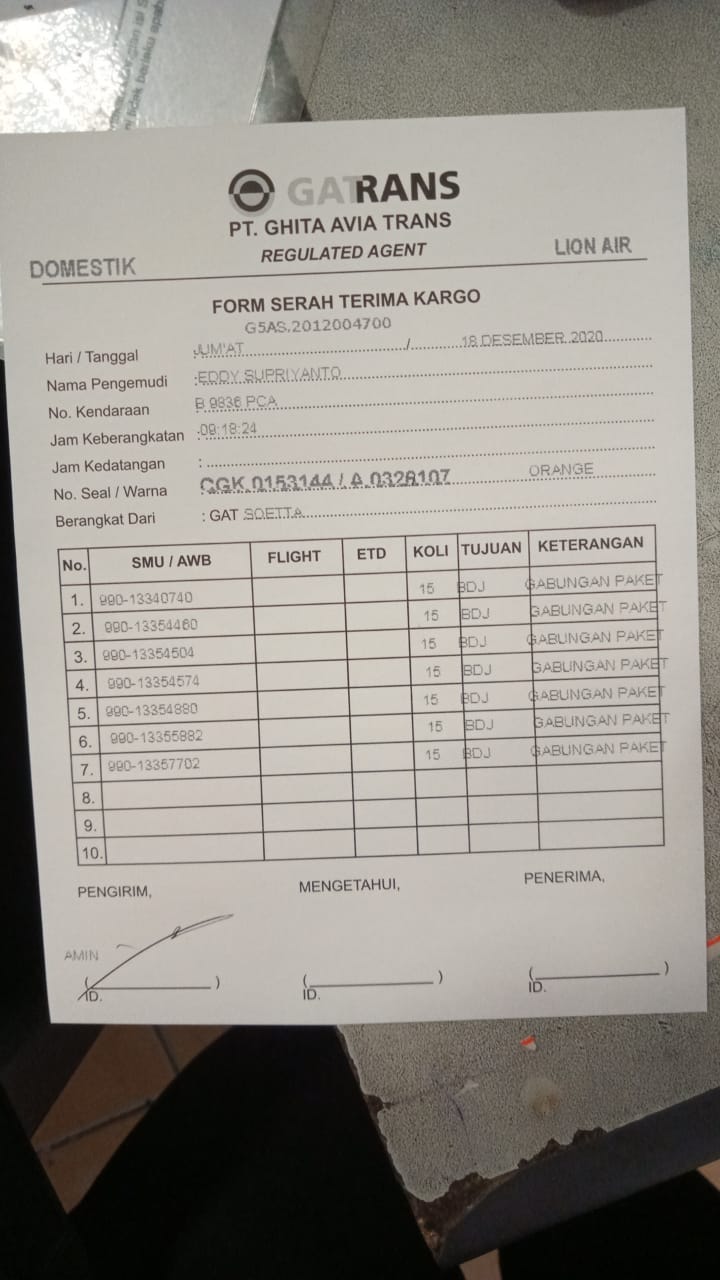 GATRANS
PT. GHITA AVIA TRANS
REGULATED AGENT
DOMESTIK
LION AIR
FORM SERAH TERIMA KARGO
G5AS.2012004700
Hari / Tanggal JUM'AT / 18 DESEMBER 2020
Nama Pengemudi :EDDY SUPRIYANTO
No. Kendaraan B 9836 PCA
Jam Keberangkatan :09:18:24
Jam Kedatangan :
No. Seal / Warna CGK.0153144 / A.0328107 ORANGE
Berangkat Dari : GAT SOETTA
No. SMU / AWB FLIGHT ETD KOLI TUJUAN KETERANGAN
1. 990-13340740 15 BDJ GABUNGAN PAKET
2. 990-13354460 15 BDJ GABUNGAN PAKET
3. 990-13354504 15 BDJ GABUNGAN PAKET
4. 990-13354574 15 BDJ GABUNGAN PAKET
5. 990-13354880 15 BDJ GABUNGAN PAKET
6. 990-13355882 15 BDJ GABUNGAN PAKET
7. 990-13357702 15 BDJ GABUNGAN PAKET
8.
9.
10.
PENGIRIM, MENGETAHUI, PENERIMA,
AMIN
( ) ( ) ( )
ID. ID. ID.